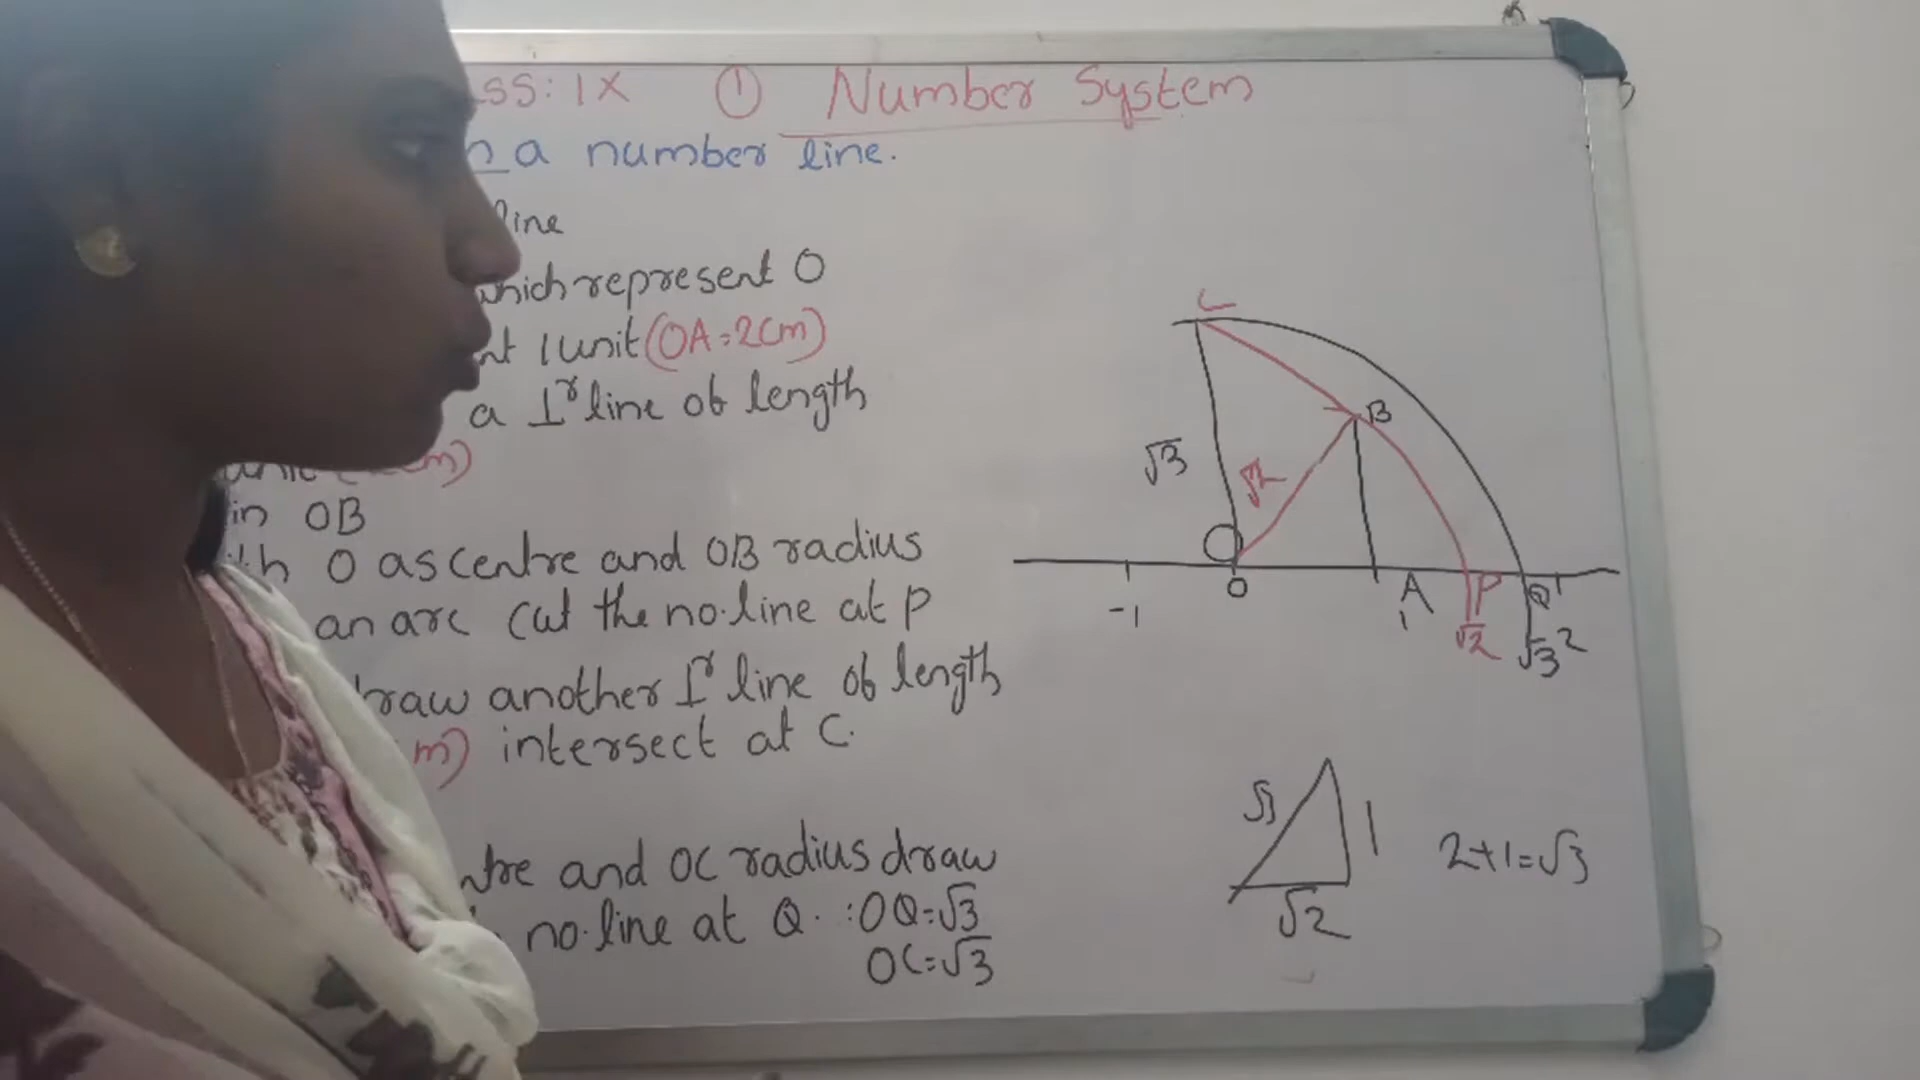 ss: IX ① Number System
a number line.
line
which represent O
1 unit (OA=2cm)
a ⊥r line of length
m)
in OB
O as centre and OB radius
an arc cut the no.line at P
draw another ⊥r line of length
m) intersect at C.
and OC radius draw
no.line at Q. :OQ=√3
OC=√3
C
B
√3 √2
O
-1 0 A 1 P √2 Q √3 2
√3 1 2+1=√3
√2